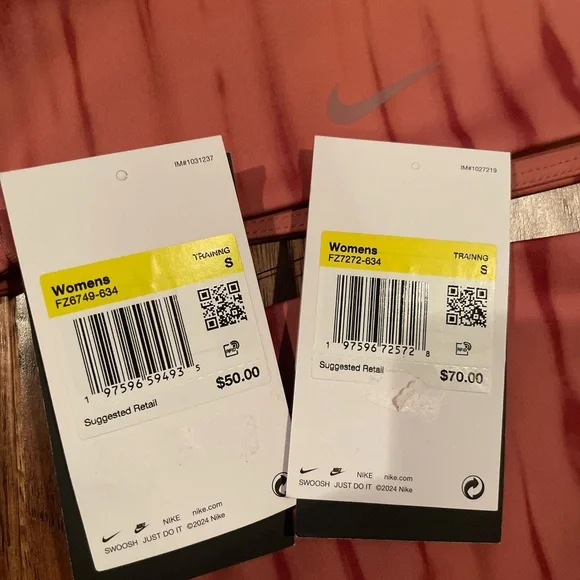 IM#1031237
Womens
FZ6749-634
TRAINNG
S
1 97596 59493 5
Suggested Retail
$50.00
NIKE nike.com
SWOOSH JUST DO IT ©2024 Nike
IM#1027219
Womens
FZ7272-634
TRAINNG
S
1 97596 72572 8
Suggested Retail
$70.00
NIKE nike.com
SWOOSH JUST DO IT ©2024 Nike